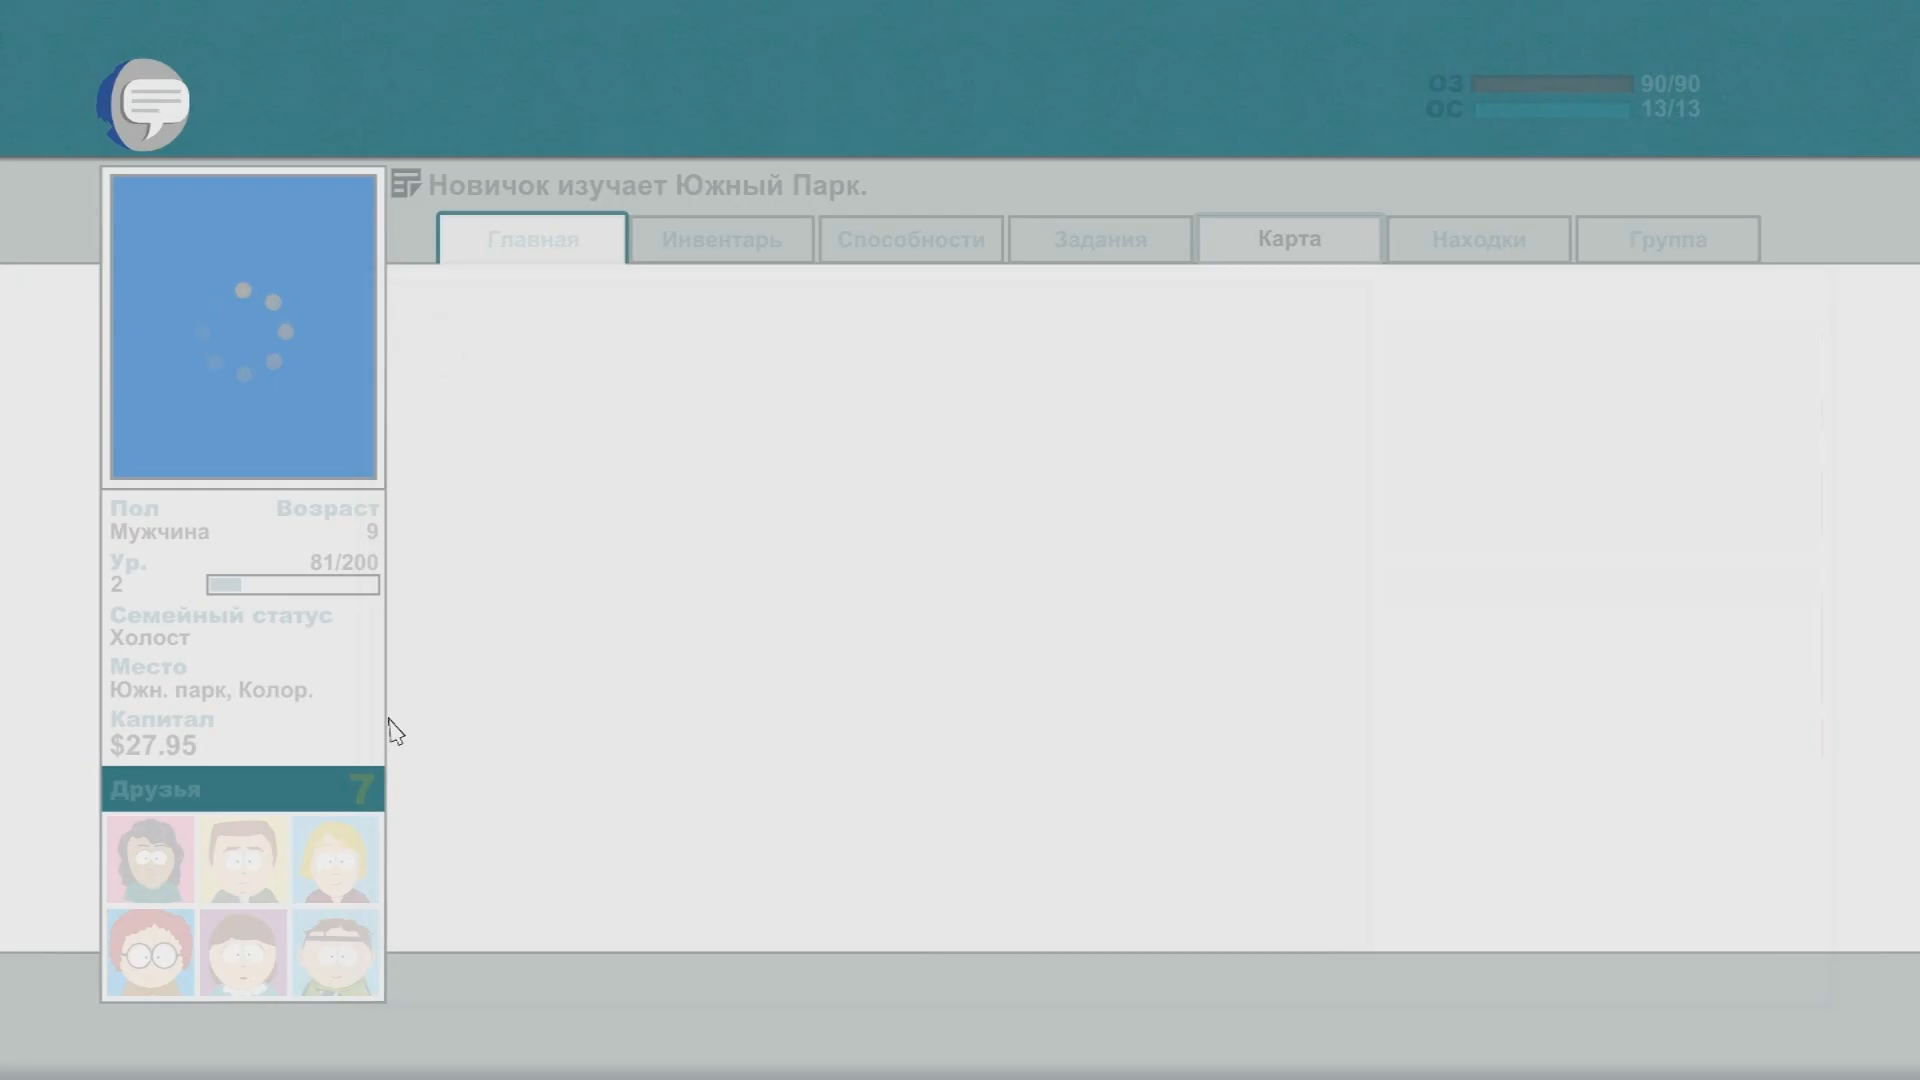 ОЗ 90/90
ОС 13/13
Новичок изучает Южный Парк.
Главная Инвентарь Способности Задания Карта Находки Группа
Пол Возраст
Мужчина 9
Ур. 81/200
2
Семейный статус
Холост
Место
Южн. парк, Колор.
Капитал
$27.95
Друзья 7